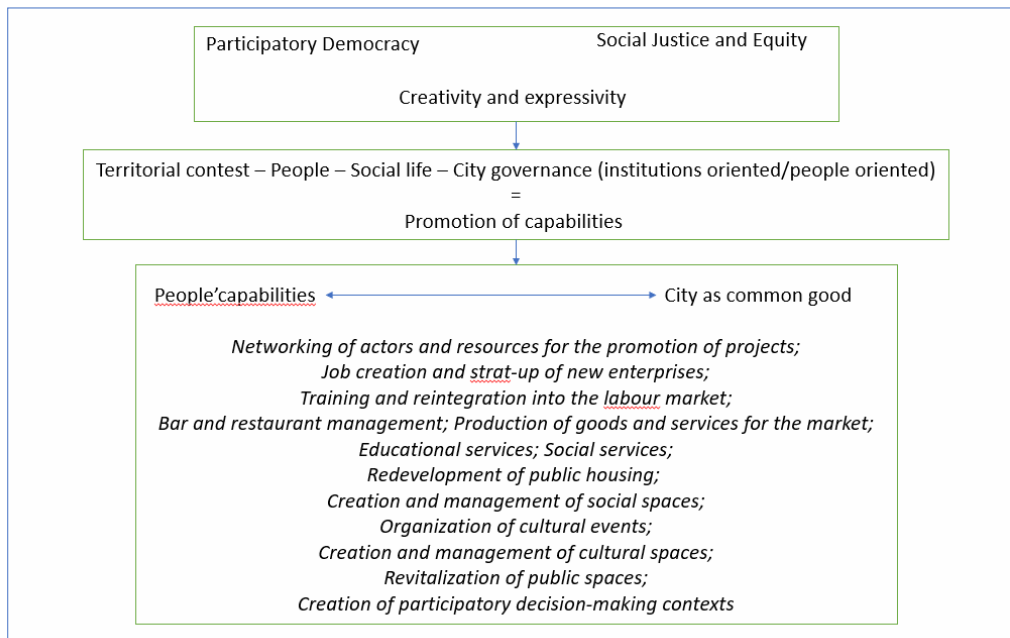 Participatory Democracy
Social Justice and Equity
Creativity and expressivity
Territorial contest – People – Social life – City governance (institutions oriented/people oriented)
=
Promotion of capabilities
People’capabilities
City as common good
Networking of actors and resources for the promotion of projects;
Job creation and strat-up of new enterprises;
Training and reintegration into the labour market;
Bar and restaurant management; Production of goods and services for the market;
Educational services; Social services;
Redevelopment of public housing;
Creation and management of social spaces;
Organization of cultural events;
Creation and management of cultural spaces;
Revitalization of public spaces;
Creation of participatory decision-making contexts